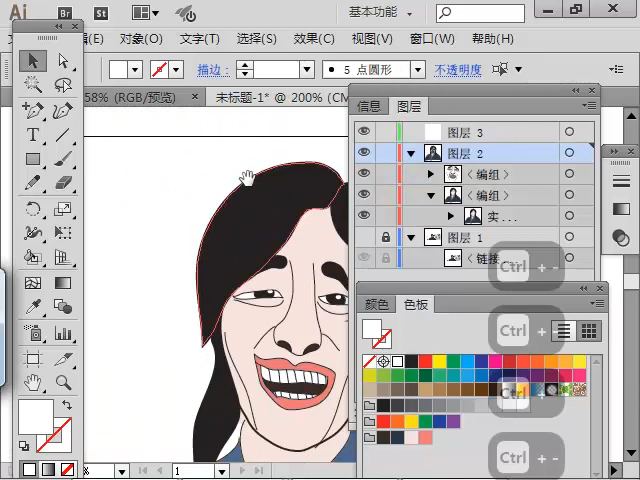 Ai Br St 基本功能
(E) 对象(O) 文字(T) 选择(S) 效果(C) 视图(V) 窗口(W) 帮助(H)
描边: 5 点圆形 不透明度
58% (RGB/预览) × 未标题-1* @ 200% (CM
信息 图层
图层 3
图层 2
〈编组〉
〈编组〉
实...
图层 1
〈链接
Ctrl + -
颜色 色板
Ctrl + -
Ctrl + -
Ctrl + -
% 1